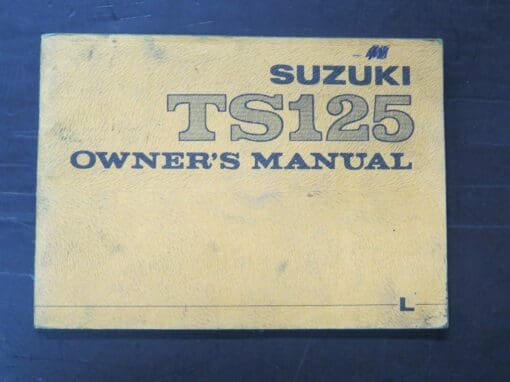 SUZUKI
TS125
OWNER'S MANUAL
L